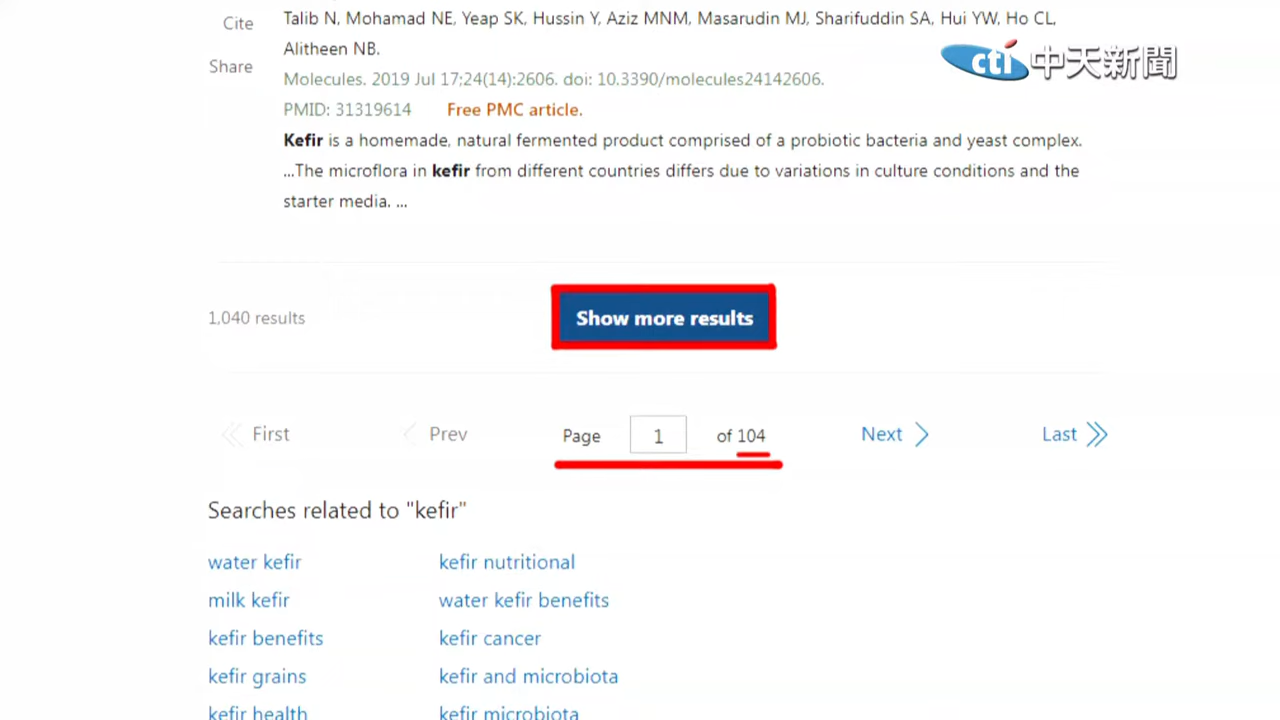 Cite
Talib N, Mohamad NE, Yeap SK, Hussin Y, Aziz MNM, Masarudin MJ, Sharifuddin SA, Hui YW, Ho CL,
Alitheen NB.
Share
cti 中天新聞
Molecules. 2019 Jul 17;24(14):2606. doi: 10.3390/molecules24142606.
PMID: 31319614 Free PMC article.
Kefir is a homemade, natural fermented product comprised of a probiotic bacteria and yeast complex.
...The microflora in kefir from different countries differs due to variations in culture conditions and the
starter media. ...
1,040 results
Show more results
First
Prev
Page 1 of 104
Next
Last
Searches related to "kefir"
water kefir
kefir nutritional
milk kefir
water kefir benefits
kefir benefits
kefir cancer
kefir grains
kefir and microbiota
kefir health
kefir microbiota